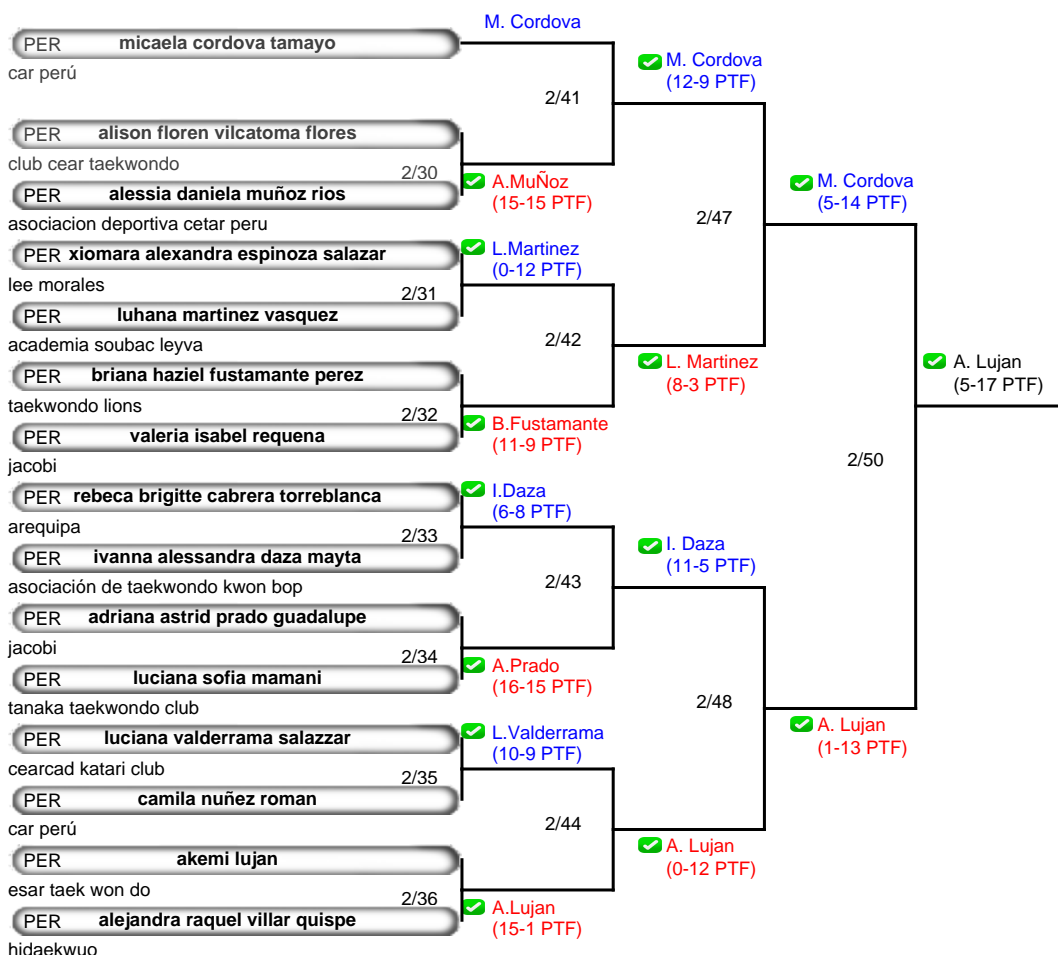 M. Cordova
PER micaela cordova tamayo
car perú
M. Cordova
(12-9 PTF)
2/41
PER alison floren vilcatoma flores
club cear taekwondo
2/30
PER alessia daniela muñoz rios
asociacion deportiva cetar peru
A.MuÑoz
(15-15 PTF)
M. Cordova
(5-14 PTF)
2/47
PER xiomara alexandra espinoza salazar
lee morales
L.Martinez
(0-12 PTF)
2/31
PER luhana martinez vasquez
academia soubac leyva
2/42
L. Martinez
(8-3 PTF)
A. Lujan
(5-17 PTF)
PER briana haziel fustamante perez
taekwondo lions
2/32
PER valeria isabel requena
jacobi
B.Fustamante
(11-9 PTF)
2/50
PER rebeca brigitte cabrera torreblanca
arequipa
I.Daza
(6-8 PTF)
2/33
PER ivanna alessandra daza mayta
asociación de taekwondo kwon bop
I. Daza
(11-5 PTF)
2/43
PER adriana astrid prado guadalupe
jacobi
2/34
PER luciana sofia mamani
tanaka taekwondo club
A.Prado
(16-15 PTF)
2/48
A. Lujan
(1-13 PTF)
PER luciana valderrama salazzar
cearcad katari club
L.Valderrama
(10-9 PTF)
2/35
PER camila nuñez roman
car perú
2/44
A. Lujan
(0-12 PTF)
PER akemi lujan
esar taek won do
2/36
PER alejandra raquel villar quispe
hidaekwuo
A.Lujan
(15-1 PTF)